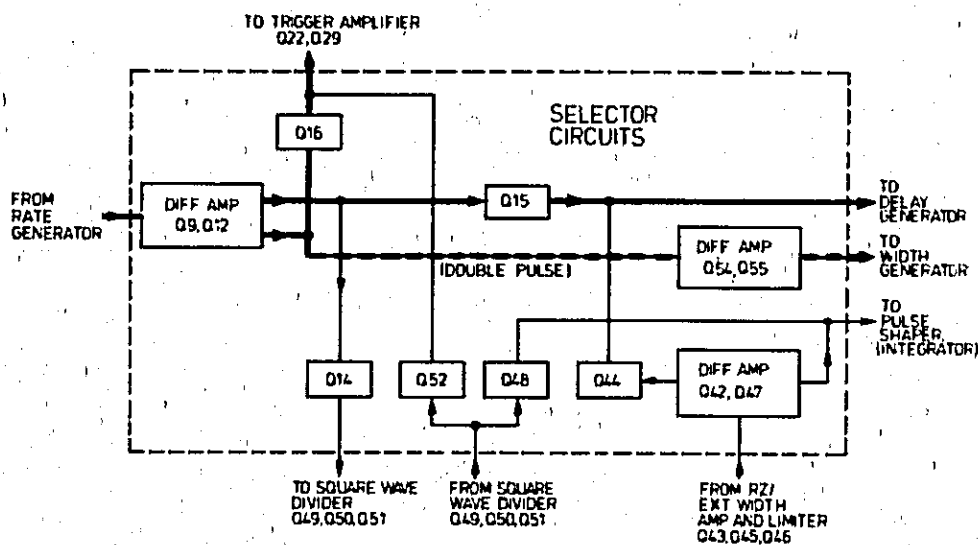 TO TRIGGER AMPLIFIER
Q22,Q29
SELECTOR
CIRCUITS
Q16
FROM
RATE
GENERATOR
DIFF AMP
Q9,Q12
Q15
TO
DELAY
GENERATOR
TO
WIDTH
GENERATOR
(DOUBLE PULSE)
DIFF AMP
Q54,Q55
TO
PULSE
SHAPER
(INTEGRATOR)
Q14
Q52
Q48
Q44
DIFF AMP
Q42,Q47
TO SQUARE WAVE
DIVIDER
Q49,Q50,Q51
FROM SQUARE
WAVE DIVIDER
Q49,Q50,Q51
FROM RZ/
EXT WIDTH
AMP AND LIMITER
Q43,Q45,Q46